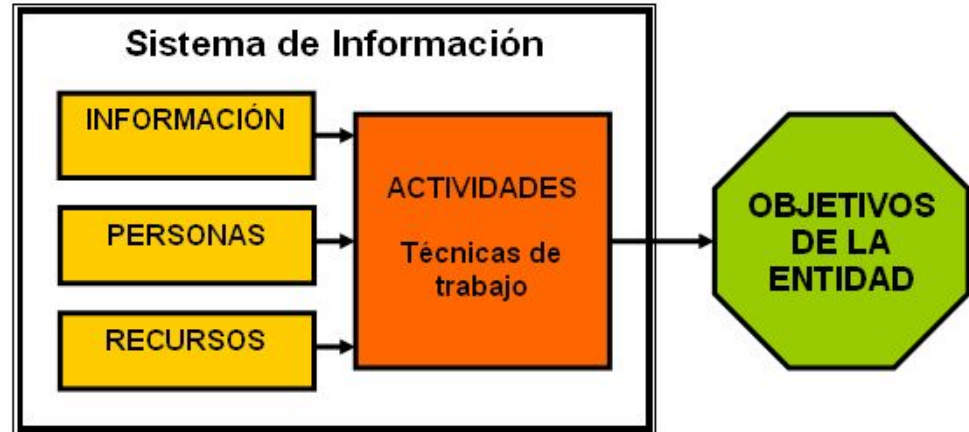 Sistema de Información
INFORMACIÓN
PERSONAS
RECURSOS
ACTIVIDADES
Técnicas de
trabajo
OBJETIVOS
DE LA
ENTIDAD